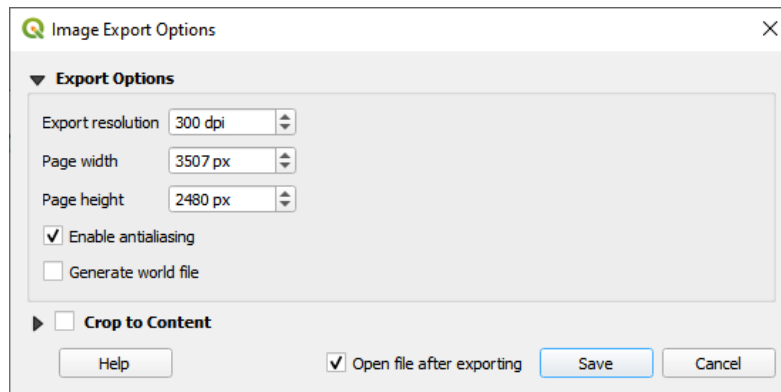 Image Export Options
Export Options
Export resolution 300 dpi
Page width 3507 px
Page height 2480 px
Enable antialiasing
Generate world file
Crop to Content
Help Open file after exporting Save Cancel